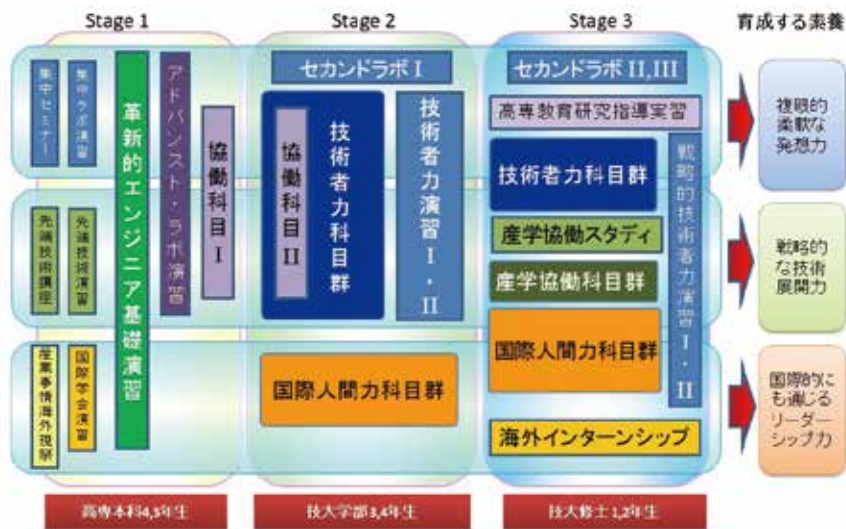 Stage 1
Stage 2
Stage 3
育成する素養
集中セミナー
集中ラボ演習
先端技術講座
先端技術演習
産業事情海外視察
国際学会演習
革新的エンジニア基礎演習
アドバンスト・ラボ演習
協働科目 I
セカンドラボ I
協働科目 II
技術者力科目群
技術者力演習 I・II
国際人間力科目群
セカンドラボ II,III
高専教育研究指導実習
技術者力科目群
産学協働スタディ
産学協働科目群
国際人間力科目群
海外インターンシップ
戦略的技術者力演習 I・II
複眼的
柔軟な
発想力
戦略的
な技術
展開力
国際的に
も通じる
リーダー
シップ力
高専本科4,5年生
技大学部3,4年生
技大修士1,2年生